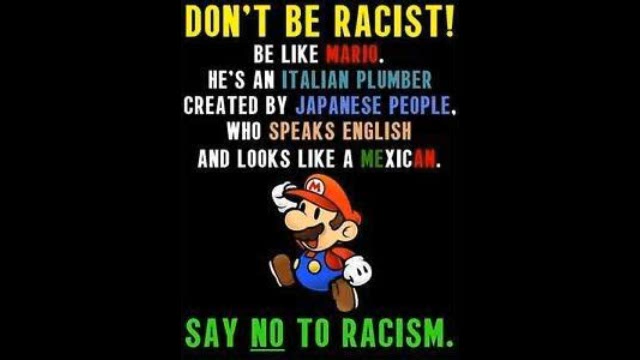 DON'T BE RACIST!
BE LIKE MARIO.
HE'S AN ITALIAN PLUMBER
CREATED BY JAPANESE PEOPLE,
WHO SPEAKS ENGLISH
AND LOOKS LIKE A MEXICAN.
M
SAY NO TO RACISM.